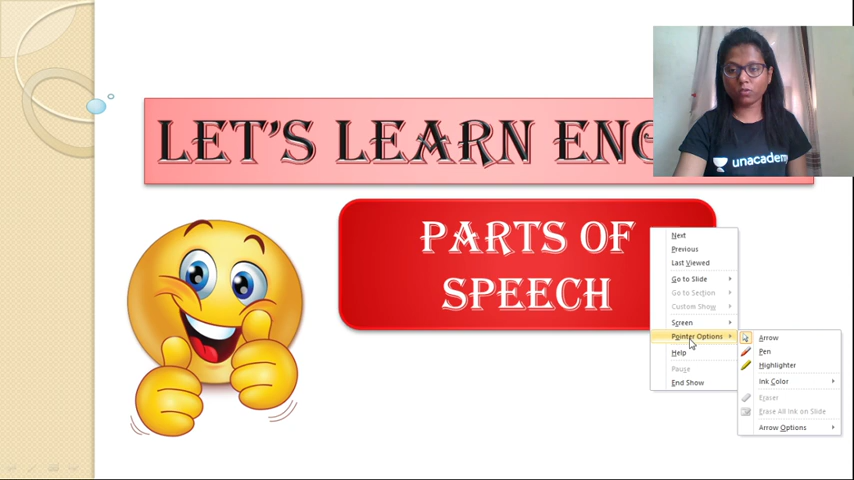 LET'S LEARN ENG
PARTS OF
SPEECH
unacademy
Next
Previous
Last Viewed
Go to Slide
Go to Section
Custom Show
Screen
Pointer Options
Help
Pause
End Show
Arrow
Pen
Highlighter
Ink Color
Eraser
Erase All Ink on Slide
Arrow Options